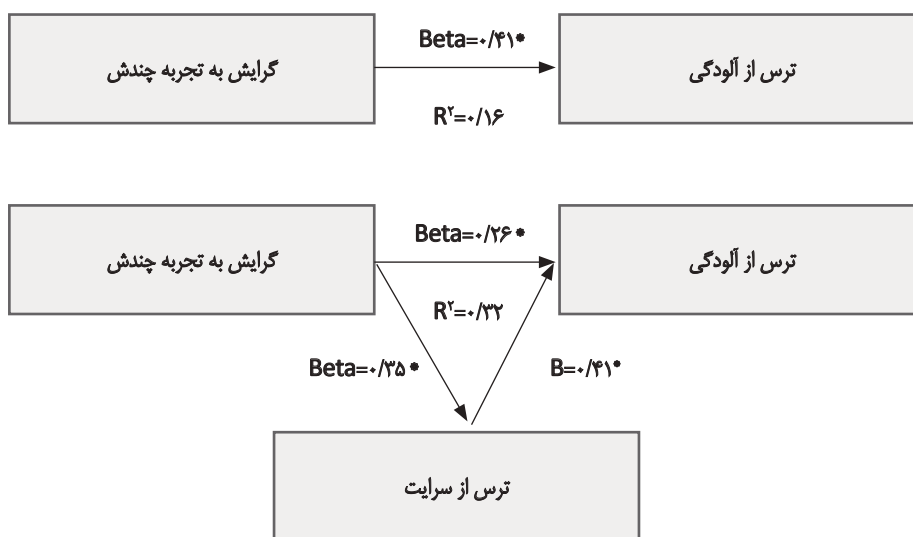 Beta=۰/۴۱*
گرایش به تجربه چندش
ترس از آلودگی
R۲=۰/۱۶
گرایش به تجربه چندش
Beta=۰/۲۶*
ترس از آلودگی
R۲=۰/۳۲
Beta=۰/۳۵*
B=۰/۴۱*
ترس از سرایت